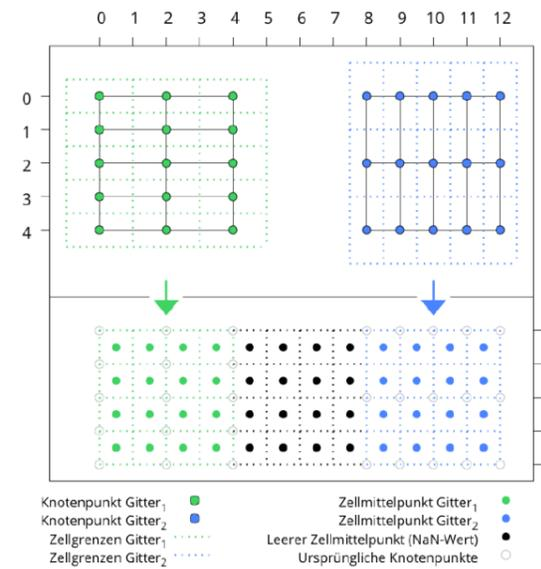 0 1 2 3 4 5 6 7 8 9 10 11 12
0
1
2
3
4
Knotenpunkt Gitter₁
Knotenpunkt Gitter₂
Zellgrenzen Gitter₁
Zellgrenzen Gitter₂
Zellmittelpunkt Gitter₁
Zellmittelpunkt Gitter₂
Leerer Zellmittelpunkt (NaN-Wert)
Ursprüngliche Knotenpunkte